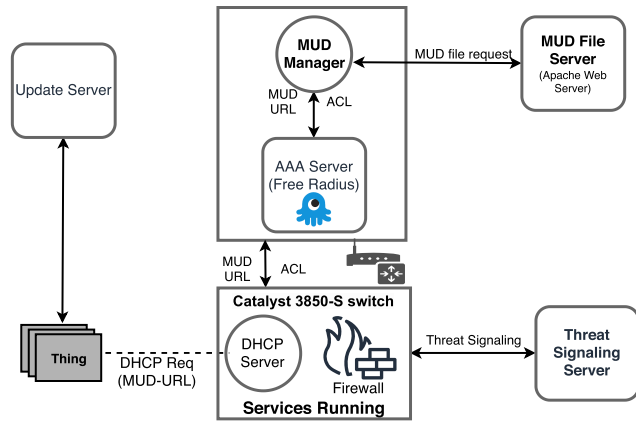 MUD
Manager
MUD file request
MUD File
Server
(Apache Web
Server)
Update Server
MUD
URL
ACL
AAA Server
(Free Radius)
MUD
URL
ACL
Catalyst 3850-S switch
DHCP
Server
Firewall
Services Running
Thing
DHCP Req
(MUD-URL)
Threat Signaling
Threat
Signaling
Server